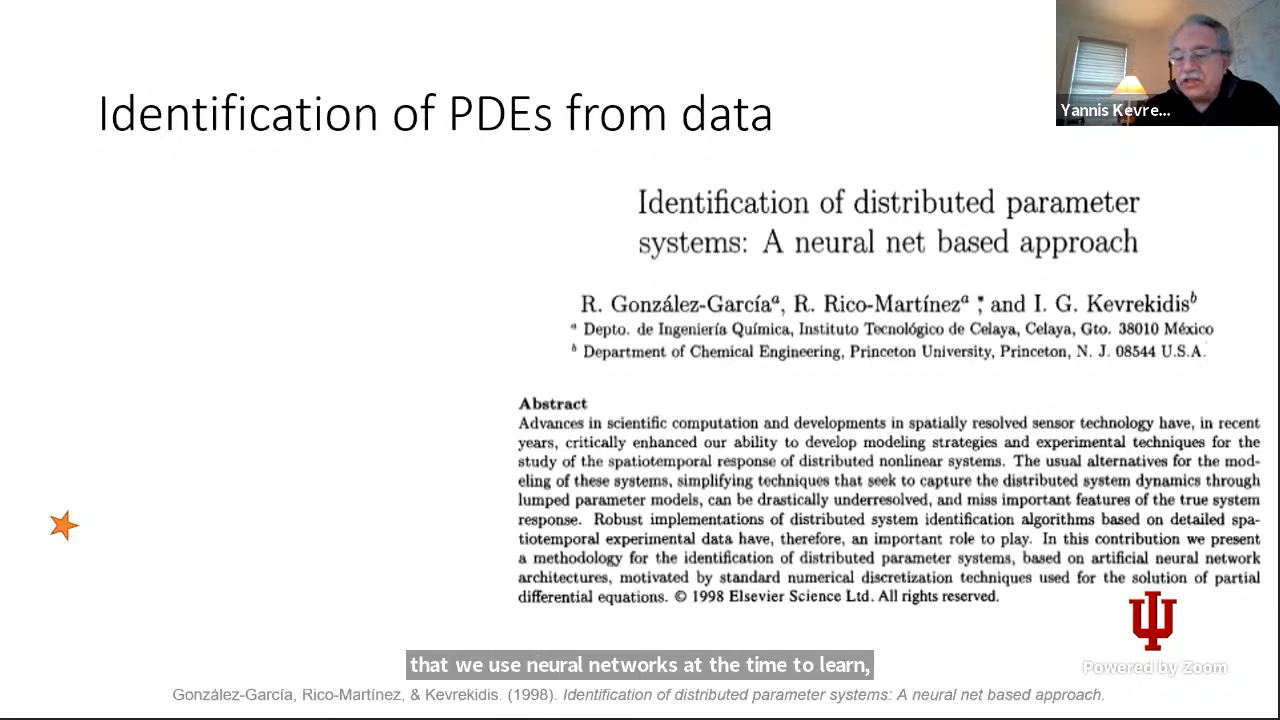 Identification of PDEs from data
Yannis Kevre...
Identification of distributed parameter
systems: A neural net based approach
R. González-Garcíaᵃ, R. Rico-Martínezᵃ * and I. G. Kevrekidisᵇ
ᵃ Depto. de Ingeniería Química, Instituto Tecnológico de Celaya, Celaya, Gto. 38010 México
ᵇ Department of Chemical Engineering, Princeton University, Princeton, N. J. 08544 U.S.A.
Abstract
Advances in scientific computation and developments in spatially resolved sensor technology have, in recent
years, critically enhanced our ability to develop modeling strategies and experimental techniques for the
study of the spatiotemporal response of distributed nonlinear systems. The usual alternatives for the mod-
eling of these systems, simplifying techniques that seek to capture the distributed system dynamics through
lumped parameter models, can be drastically underresolved, and miss important features of the true system
response. Robust implementations of distributed system identification algorithms based on detailed spa-
tiotemporal experimental data have, therefore, an important role to play. In this contribution we present
a methodology for the identification of distributed parameter systems, based on artificial neural network
architectures, motivated by standard numerical discretization techniques used for the solution of partial
differential equations. © 1998 Elsevier Science Ltd. All rights reserved.
that we use neural networks at the time to learn,
Powered by Zoom
González-García, Rico-Martínez, & Kevrekidis. (1998). Identification of distributed parameter systems: A neural net based approach.